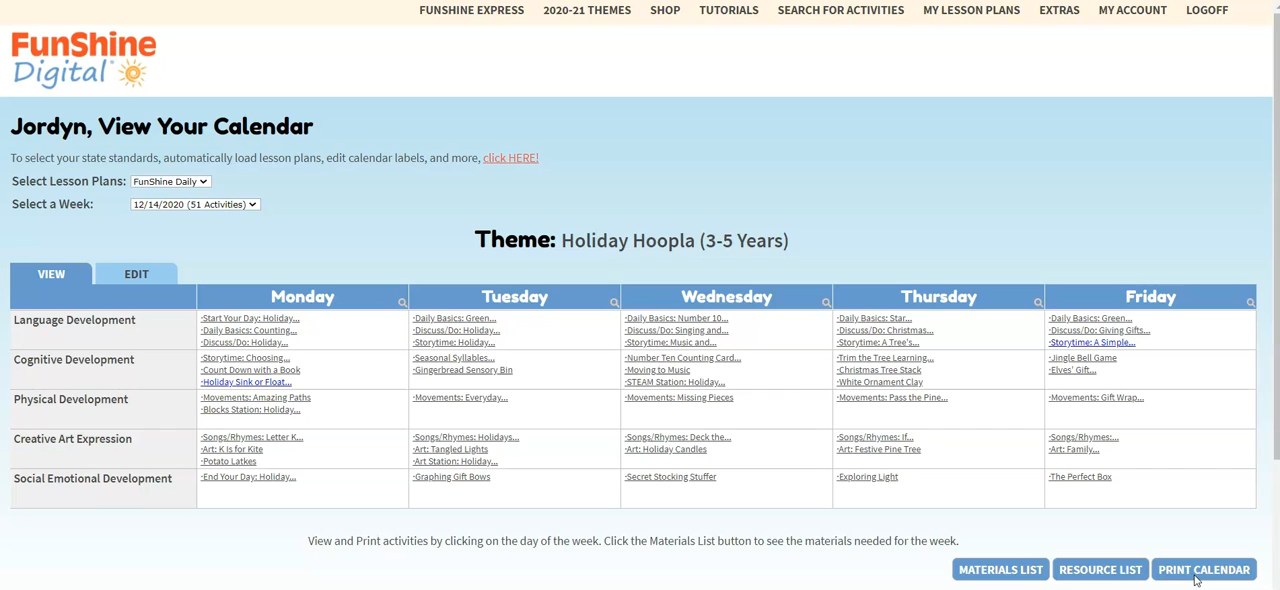 FUNSHINE EXPRESS 2020-21 THEMES SHOP TUTORIALS SEARCH FOR ACTIVITIES MY LESSON PLANS EXTRAS MY ACCOUNT LOGOFF
FunShine
Digital
Jordyn, View Your Calendar
To select your state standards, automatically load lesson plans, edit calendar labels, and more, click HERE!
Select Lesson Plans: FunShine Daily
Select a Week: 12/14/2020 (51 Activities)
Theme: Holiday Hoopla (3-5 Years)
VIEW EDIT
Monday Tuesday Wednesday Thursday Friday
Language Development
·Start Your Day: Holiday...
·Daily Basics: Counting...
·Discuss/Do: Holiday...
·Daily Basics: Green...
·Discuss/Do: Holiday...
·Storytime: Holiday...
·Daily Basics: Number 10...
·Discuss/Do: Singing and...
·Storytime: Music and...
·Daily Basics: Star...
·Discuss/Do: Christmas...
·Storytime: A Tree's...
·Daily Basics: Green...
·Discuss/Do: Giving Gifts...
·Storytime: A Simple...
Cognitive Development
·Storytime: Choosing...
·Count Down with a Book
·Holiday Sink or Float...
·Seasonal Syllables...
·Gingerbread Sensory Bin
·Number Ten Counting Card...
·Moving to Music
·STEAM Station: Holiday...
·Trim the Tree Learning...
·Christmas Tree Stack
·White Ornament Clay
·Jingle Bell Game
·Elves' Gift...
Physical Development
·Movements: Amazing Paths
·Blocks Station: Holiday...
·Movements: Everyday...
·Movements: Missing Pieces
·Movements: Pass the Pine...
·Movements: Gift Wrap...
Creative Art Expression
·Songs/Rhymes: Letter K...
·Art: K Is for Kite
·Potato Latkes
·Songs/Rhymes: Holidays...
·Art: Tangled Lights
·Art Station: Holiday...
·Songs/Rhymes: Deck the...
·Art: Holiday Candles
·Songs/Rhymes: If...
·Art: Festive Pine Tree
·Songs/Rhymes:...
·Art: Family...
Social Emotional Development
·End Your Day: Holiday...
·Graphing Gift Bows
·Secret Stocking Stuffer
·Exploring Light
·The Perfect Box
View and Print activities by clicking on the day of the week. Click the Materials List button to see the materials needed for the week.
MATERIALS LIST RESOURCE LIST PRINT CALENDAR